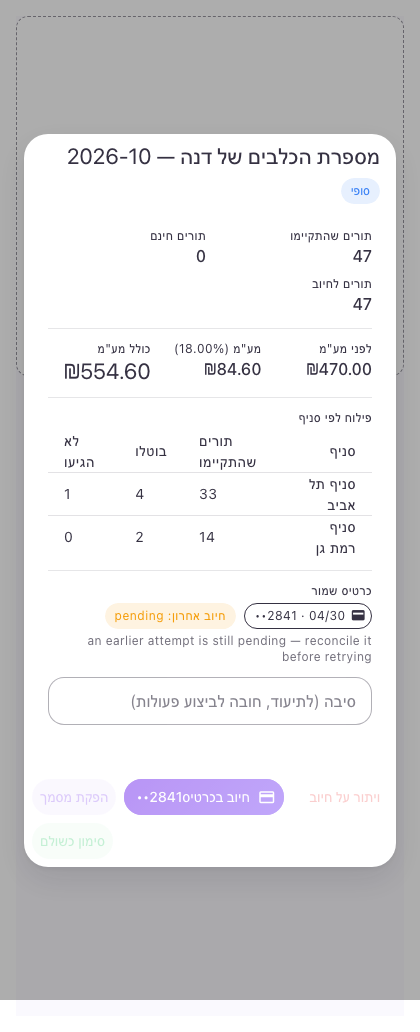 מספרת הכלבים של דנה — 2026-10
סופי
תורים שהתקיימו
47
תורים חינם
0
תורים לחיוב
47
לפני מע"מ
₪470.00
מע"מ (18.00%)
₪84.60
כולל מע"מ
₪554.60
פילוח לפי סניף
סניף תורים שהתקיימו בוטלו לא הגיעו
סניף תל אביב 33 4 1
סניף רמת גן 14 2 0
כרטיס שמור
••2841 · 04/30
חיוב אחרון: pending
an earlier attempt is still pending — reconcile it
before retrying
סיבה (לתיעוד, חובה לביצוע פעולות)
ויתור על חיוב
חיוב בכרטיס ••2841
הפקת מסמך
סימון כשולם